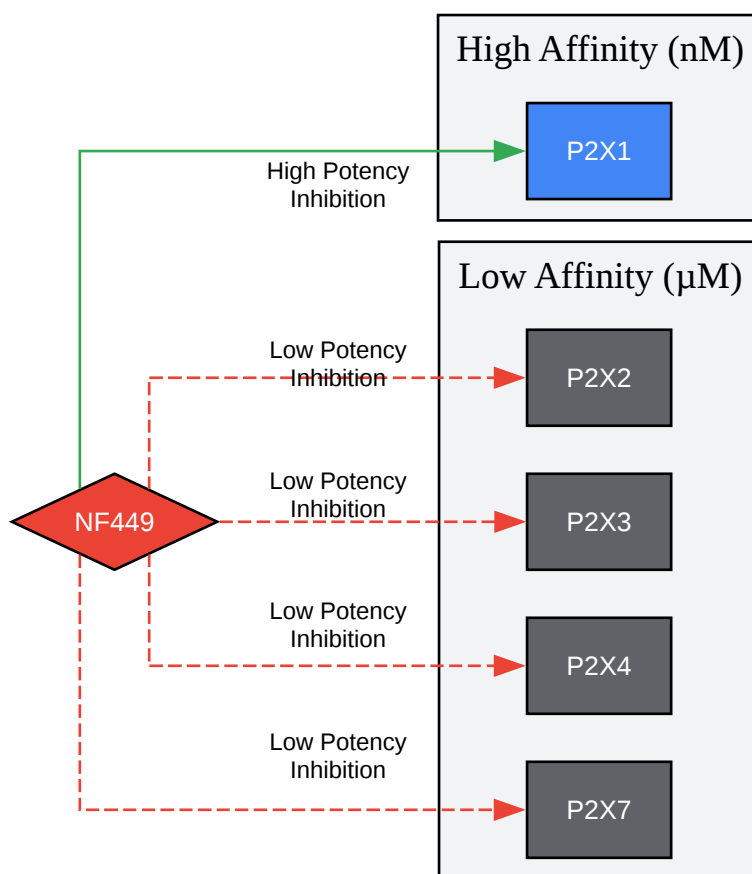 High Affinity (nM)
P2X1
High Potency
Inhibition
Low Affinity (µM)
Low Potency
Inhibition
P2X2
Low Potency
Inhibition
NF449
P2X3
Low Potency
Inhibition
P2X4
Low Potency
Inhibition
P2X7